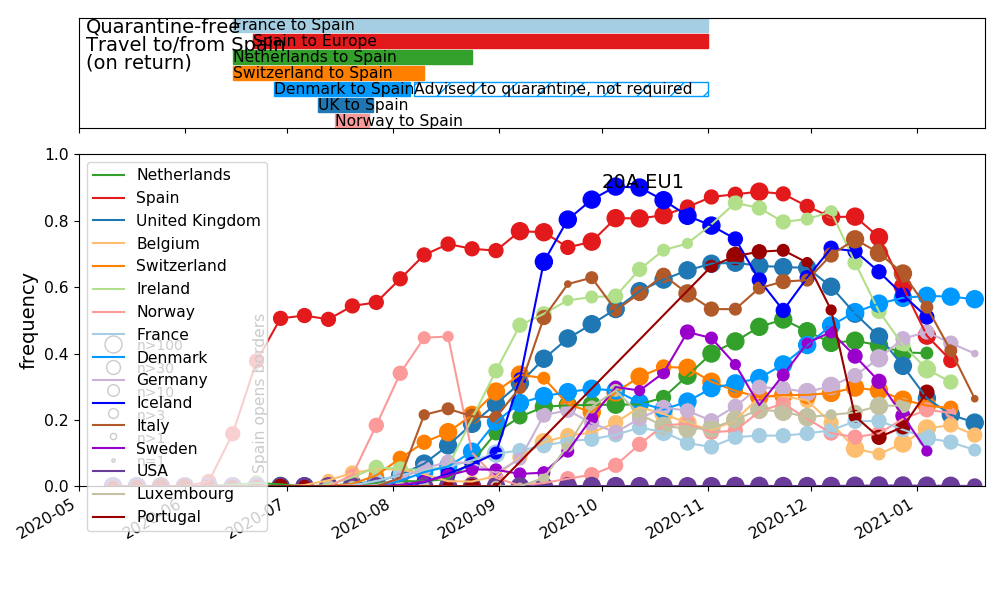 Quarantine-free
Travel to/from Spain
(on return)
France to Spain
Spain to Europe
Netherlands to Spain
Switzerland to Spain
Denmark to Spain
Advised to quarantine, not required
UK to Spain
Norway to Spain
20A.EU1
frequency
1.0
0.8
0.6
0.4
0.2
0.0
Netherlands
Spain
United Kingdom
Belgium
Switzerland
Ireland
Norway
France
Denmark
Germany
Iceland
Italy
Sweden
USA
Luxembourg
Portugal
n>100
n>30
n>10
n>3
n>1
n=1
Spain opens borders
2020-05
2020-06
2020-07
2020-08
2020-09
2020-10
2020-11
2020-12
2021-01